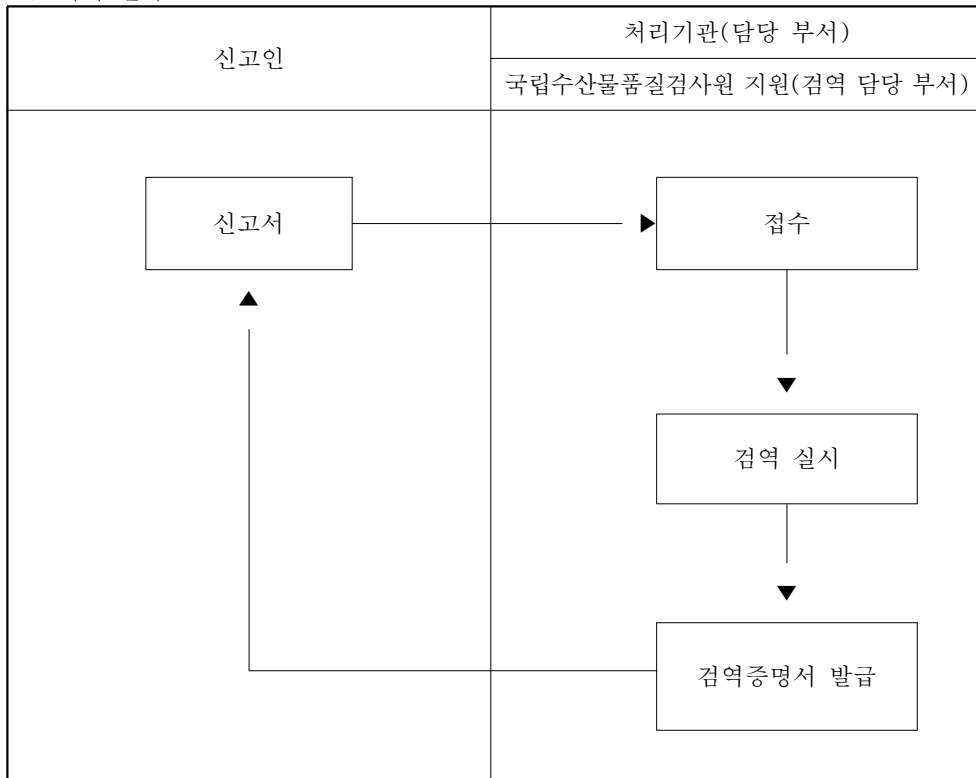 신고인
처리기관(담당 부서)
국립수산물품질검사원 지원(검역 담당 부서)
신고서
접수
검역 실시
검역증명서 발급